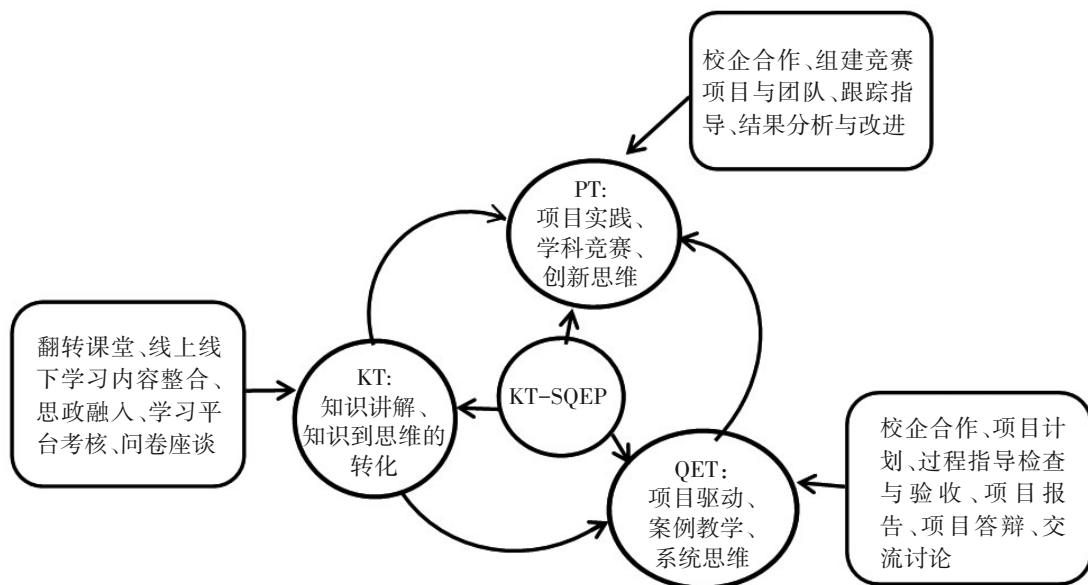 校企合作、组建竞赛
项目与团队、跟踪指
导、结果分析与改进
PT:
项目实践、
学科竞赛、
创新思维
翻转课堂、线上线
下学习内容整合、
思政融入、学习平
台考核、问卷座谈
KT:
知识讲解、
知识到思维的
转化
KT-SQEP
QET:
项目驱动、
案例教学、
系统思维
校企合作、项目计
划、过程指导检查
与验收、项目报
告、项目答辩、交
流讨论